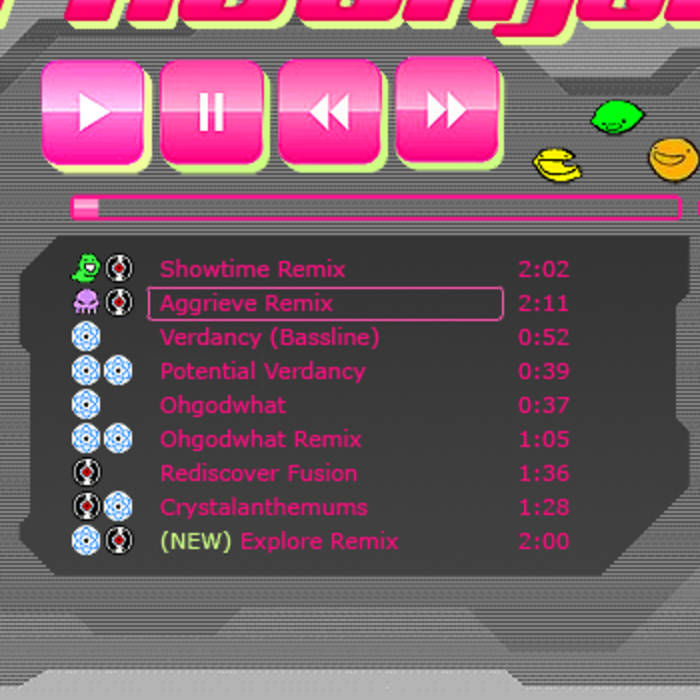 Showtime Remix 2:02
Aggrieve Remix 2:11
Verdancy (Bassline) 0:52
Potential Verdancy 0:39
Ohgodwhat 0:37
Ohgodwhat Remix 1:05
Rediscover Fusion 1:36
Crystalanthemums 1:28
(NEW) Explore Remix 2:00